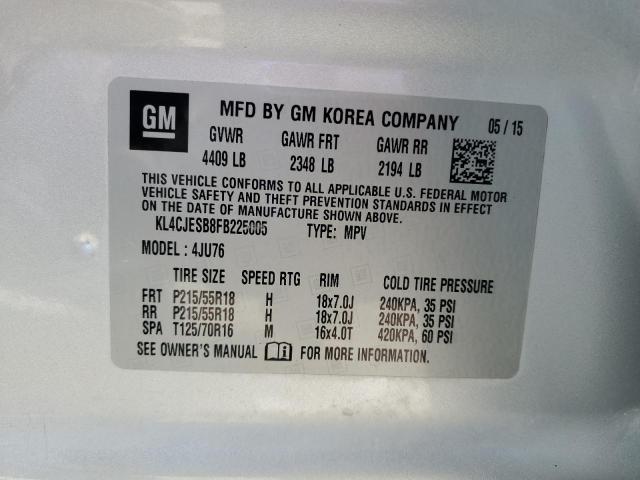 GM MFD BY GM KOREA COMPANY 05 / 15
GVWR GAWR FRT GAWR RR
4409 LB 2348 LB 2194 LB
THIS VEHICLE CONFORMS TO ALL APPLICABLE U.S. FEDERAL MOTOR
VEHICLE SAFETY AND THEFT PREVENTION STANDARDS IN EFFECT
ON THE DATE OF MANUFACTURE SHOWN ABOVE.
KL4CJESB8FB225005 TYPE: MPV
MODEL : 4JU76
TIRE SIZE SPEED RTG RIM COLD TIRE PRESSURE
FRT P215/55R18 H 18x7.0J 240KPA, 35 PSI
RR P215/55R18 H 18x7.0J 240KPA, 35 PSI
SPA T125/70R16 M 16x4.0T 420KPA, 60 PSI
SEE OWNER'S MANUAL FOR MORE INFORMATION.